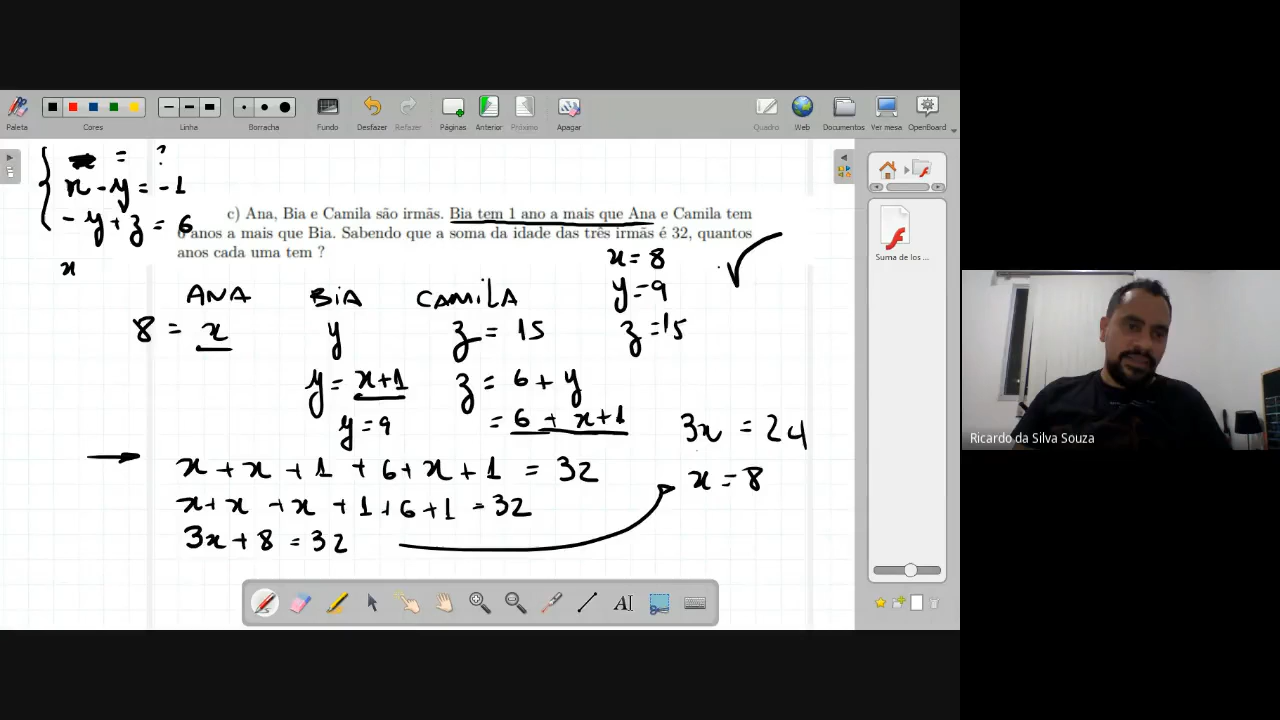 Paleta Cores Linha Borracha Fundo Desfazer Refazer Páginas Anterior Próximo Apagar Quadro Web Documentos Ver mesa OpenBoard
= ?
x - y = -1
-y + z = 6
x
c) Ana, Bia e Camila são irmãs. Bia tem 1 ano a mais que Ana e Camila tem
6 anos a mais que Bia. Sabendo que a soma da idade das três irmãs é 32, quantos
anos cada uma tem ?
x = 8
y = 9
z = 15
ANA BiA CAMiLA
8 = x y z = 15
y = x+1 z = 6 + y
y = 9 = 6 + x+1
3x = 24
x = 8
x + x + 1 + 6 + x + 1 = 32
x + x + x + 1 + 6 + 1 = 32
3x + 8 = 32
Suma de los ...
Ricardo da Silva Souza
AI